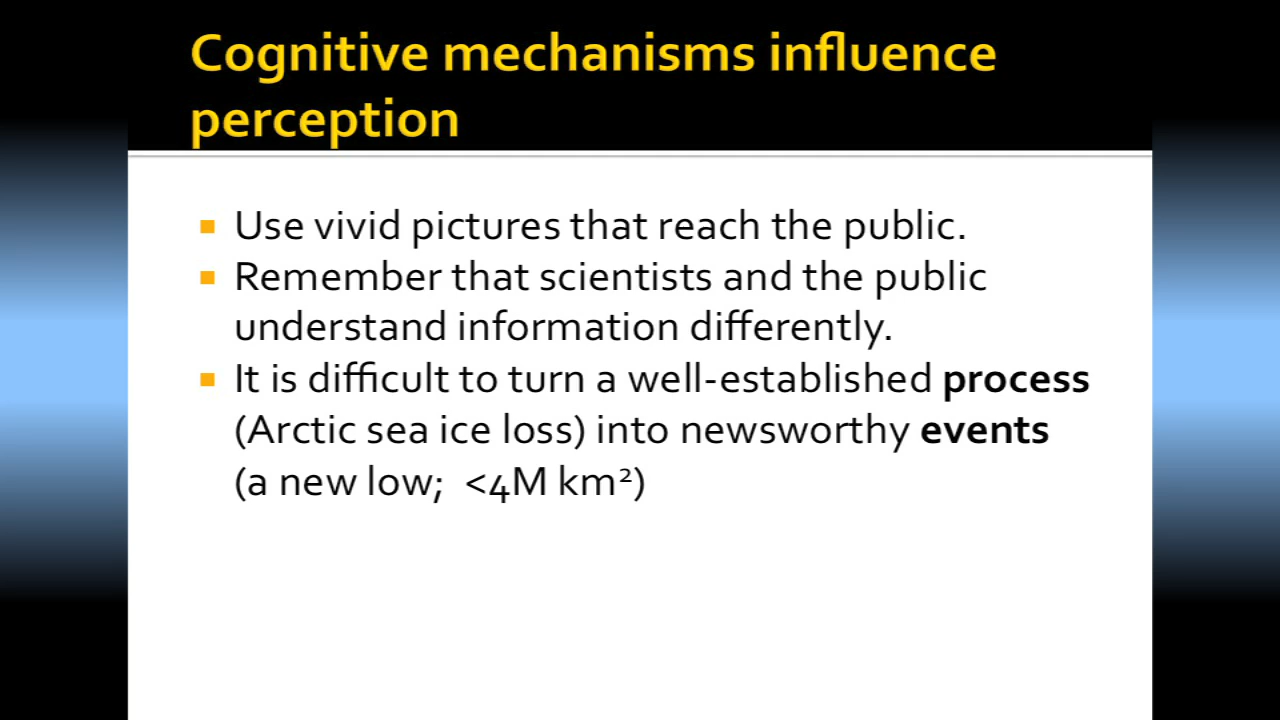 Cognitive mechanisms influence
perception
Use vivid pictures that reach the public.
Remember that scientists and the public
understand information differently.
It is difficult to turn a well-established process
(Arctic sea ice loss) into newsworthy events
(a new low;  <4M km²)